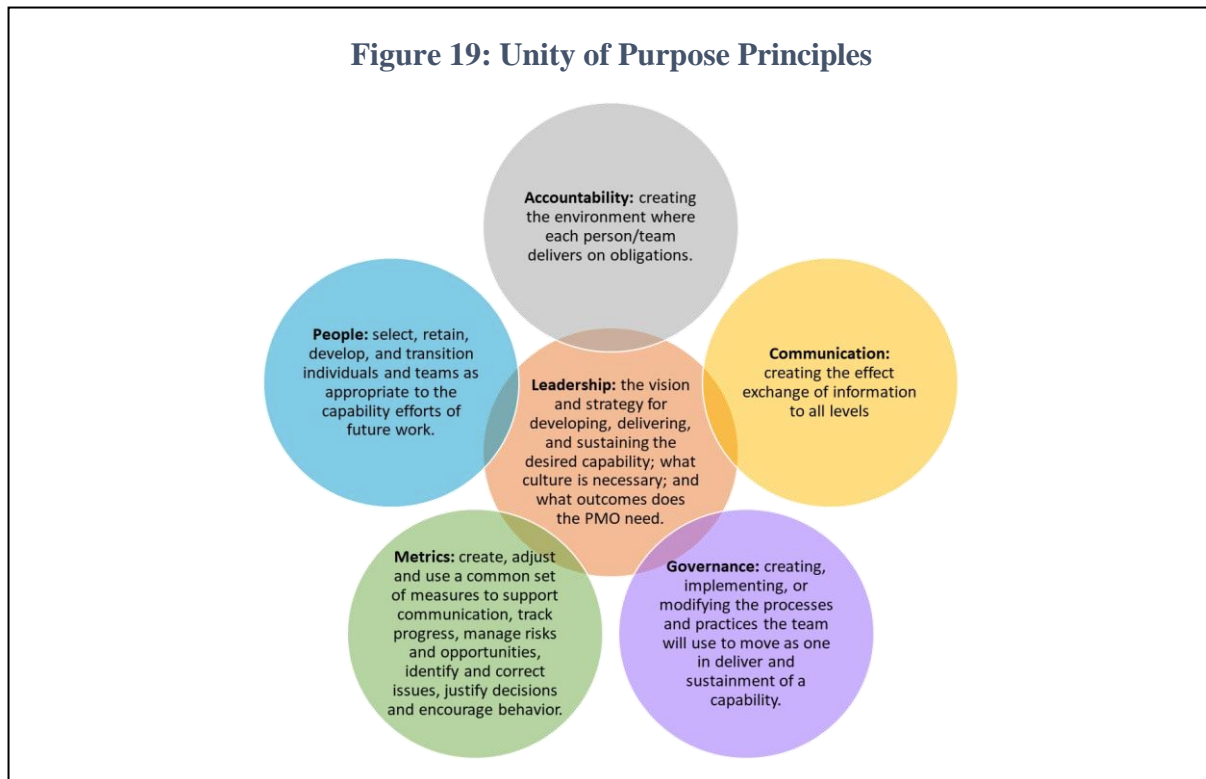 Figure 19: Unity of Purpose Principles
Accountability: creating
the environment where
each person/team
delivers on obligations.
People: select, retain,
develop, and transition
individuals and teams as
appropriate to the
capability efforts of
future work.
Communication:
creating the effect
exchange of information
to all levels
Leadership: the vision
and strategy for
developing, delivering,
and sustaining the
desired capability; what
culture is necessary; and
what outcomes does
the PMO need.
Metrics: create, adjust
and use a common set
of measures to support
communication, track
progress, manage risks
and opportunities,
identify and correct
issues, justify decisions
and encourage behavior.
Governance: creating,
implementing, or
modifying the processes
and practices the team
will use to move as one
in deliver and
sustainment of a
capability.